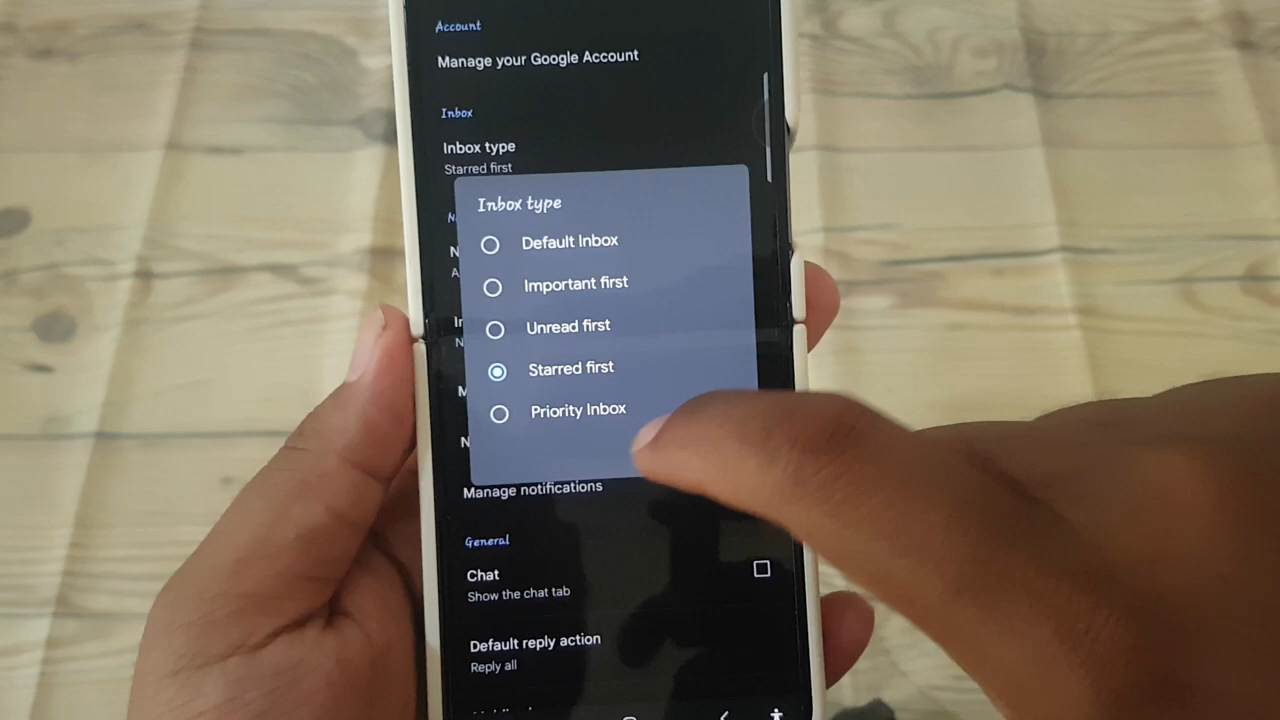 Account
Manage your Google Account
Inbox
Inbox type
Starred first
Inbox type
Default Inbox
Important first
Unread first
Starred first
Priority Inbox
Manage notifications
General
Chat
Show the chat tab
Default reply action
Reply all